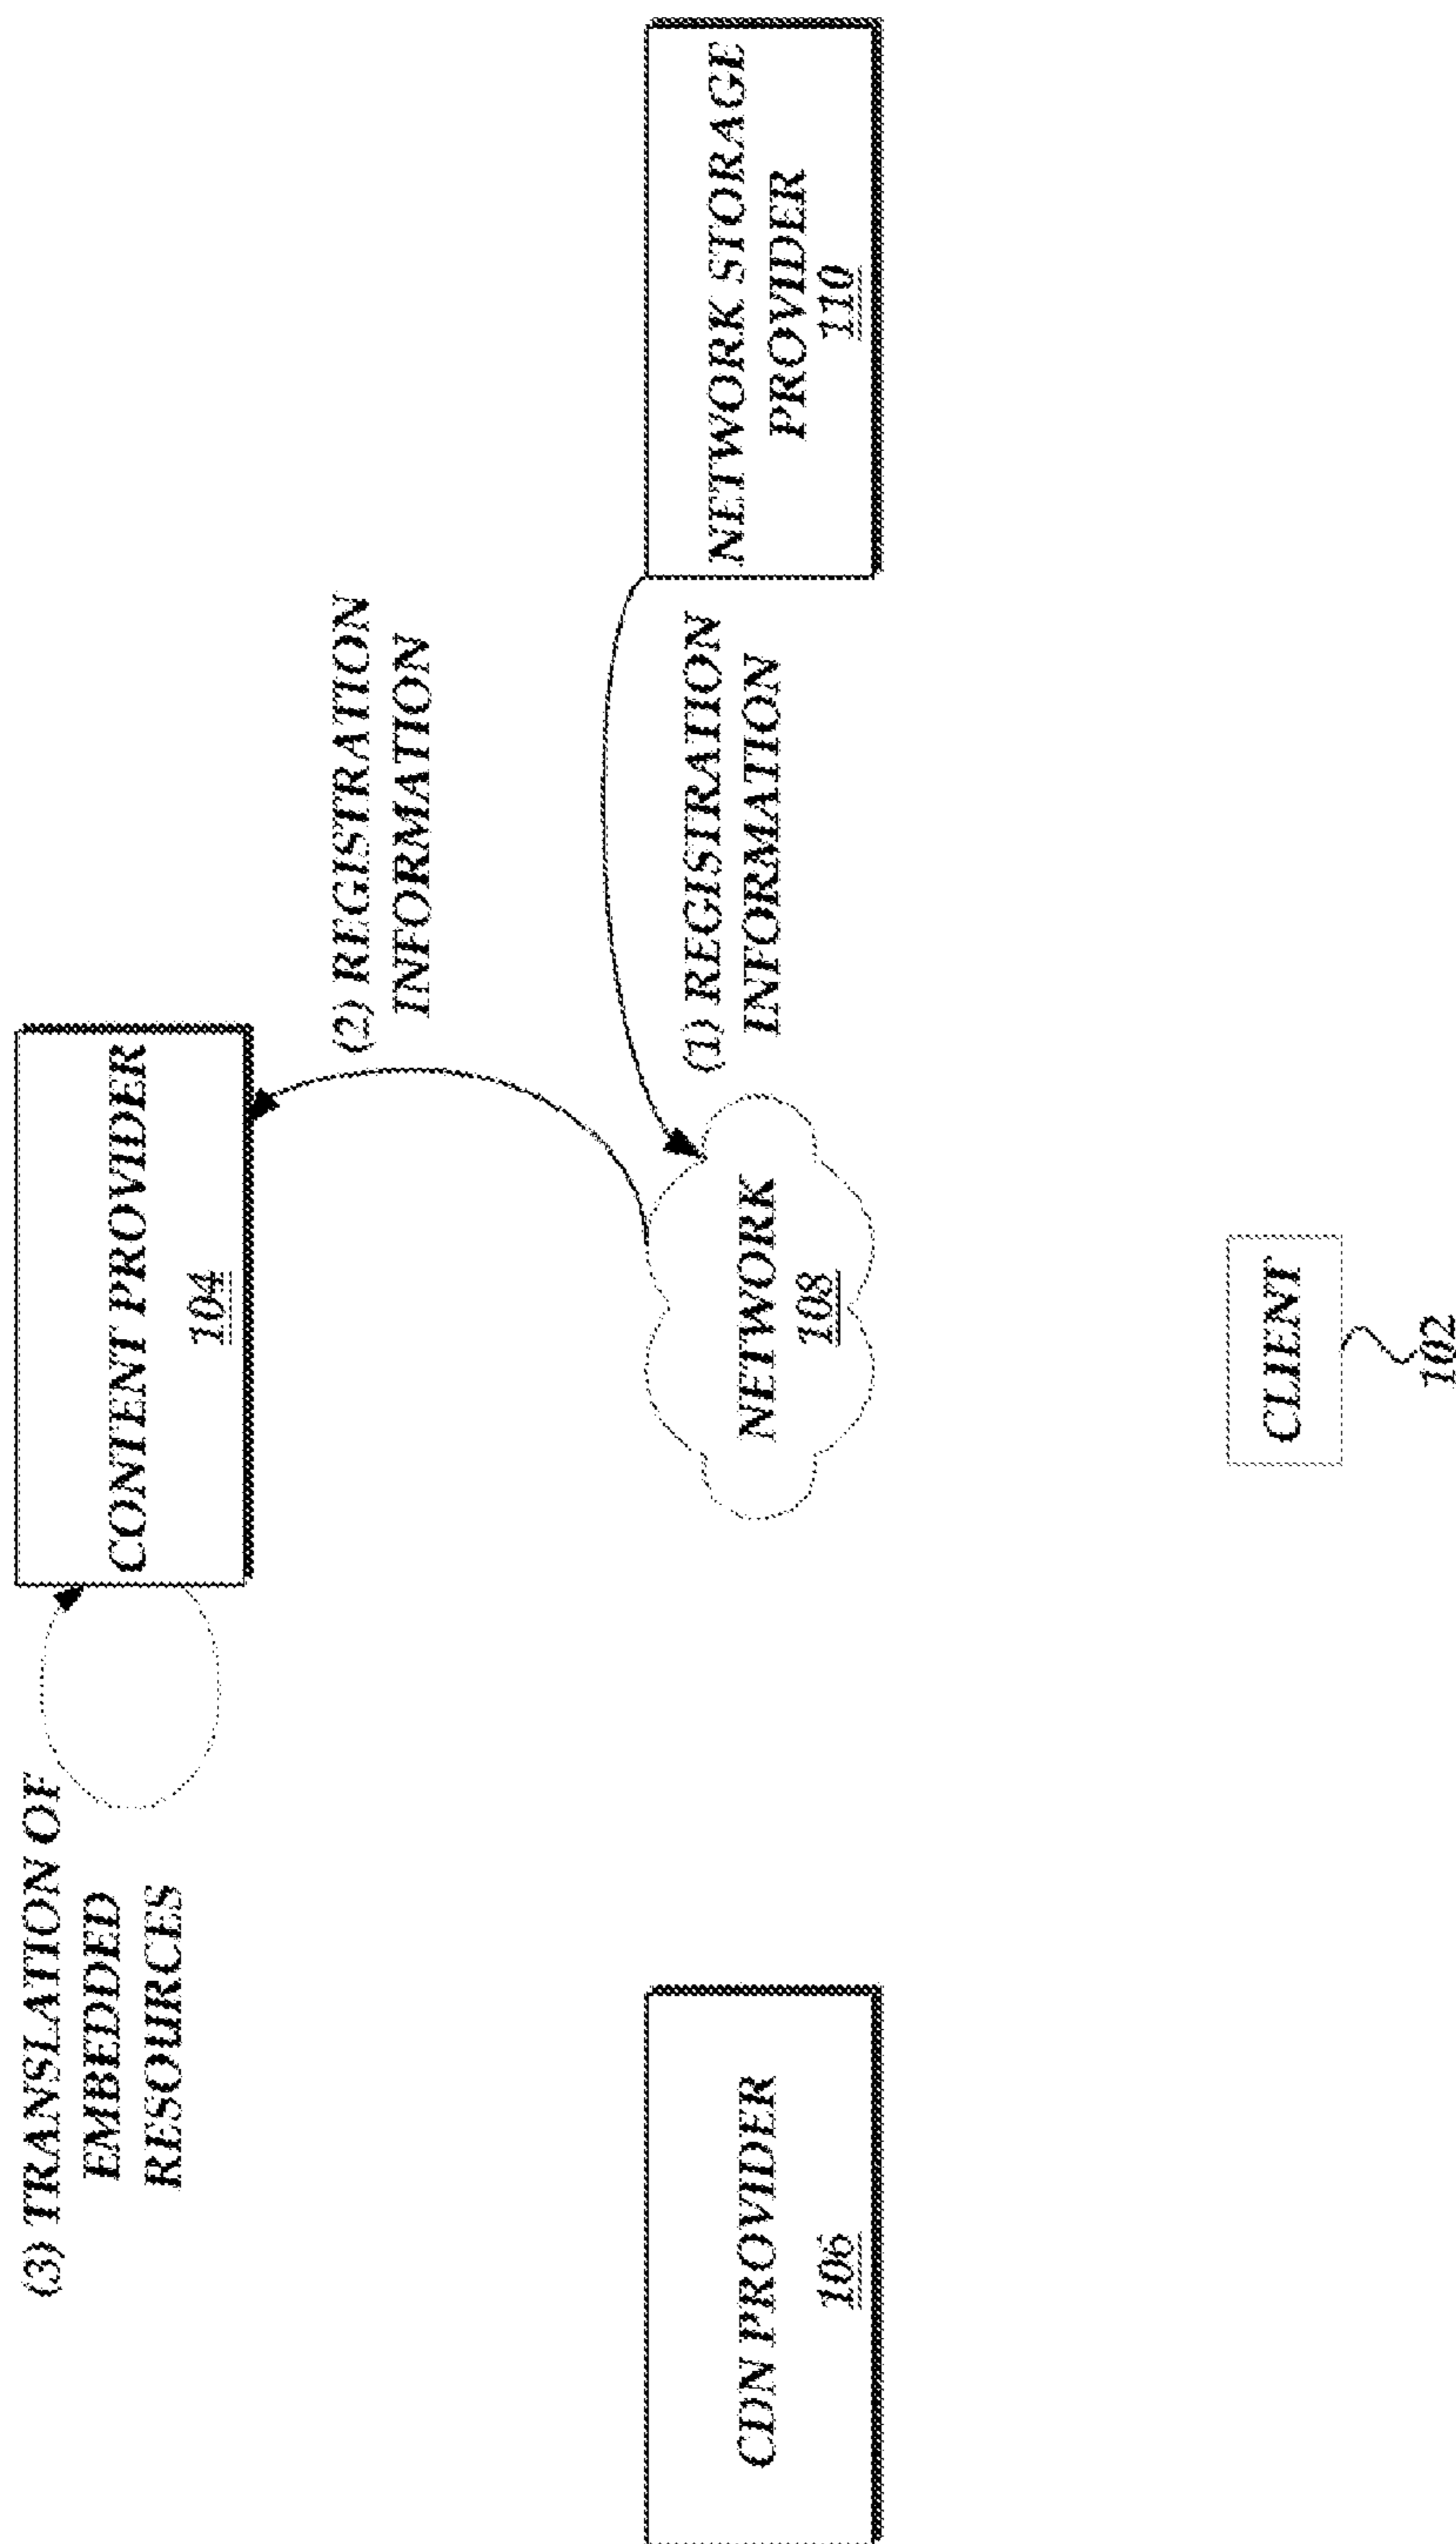 (3) TRANSLATION OF
EMBEDDED
RESOURCES
CONTENT PROVIDER
104
(2) REGISTRATION
INFORMATION
CDN PROVIDER
106
NETWORK
108
(1) REGISTRATION
INFORMATION
NETWORK STORAGE
PROVIDER
110
CLIENT
102